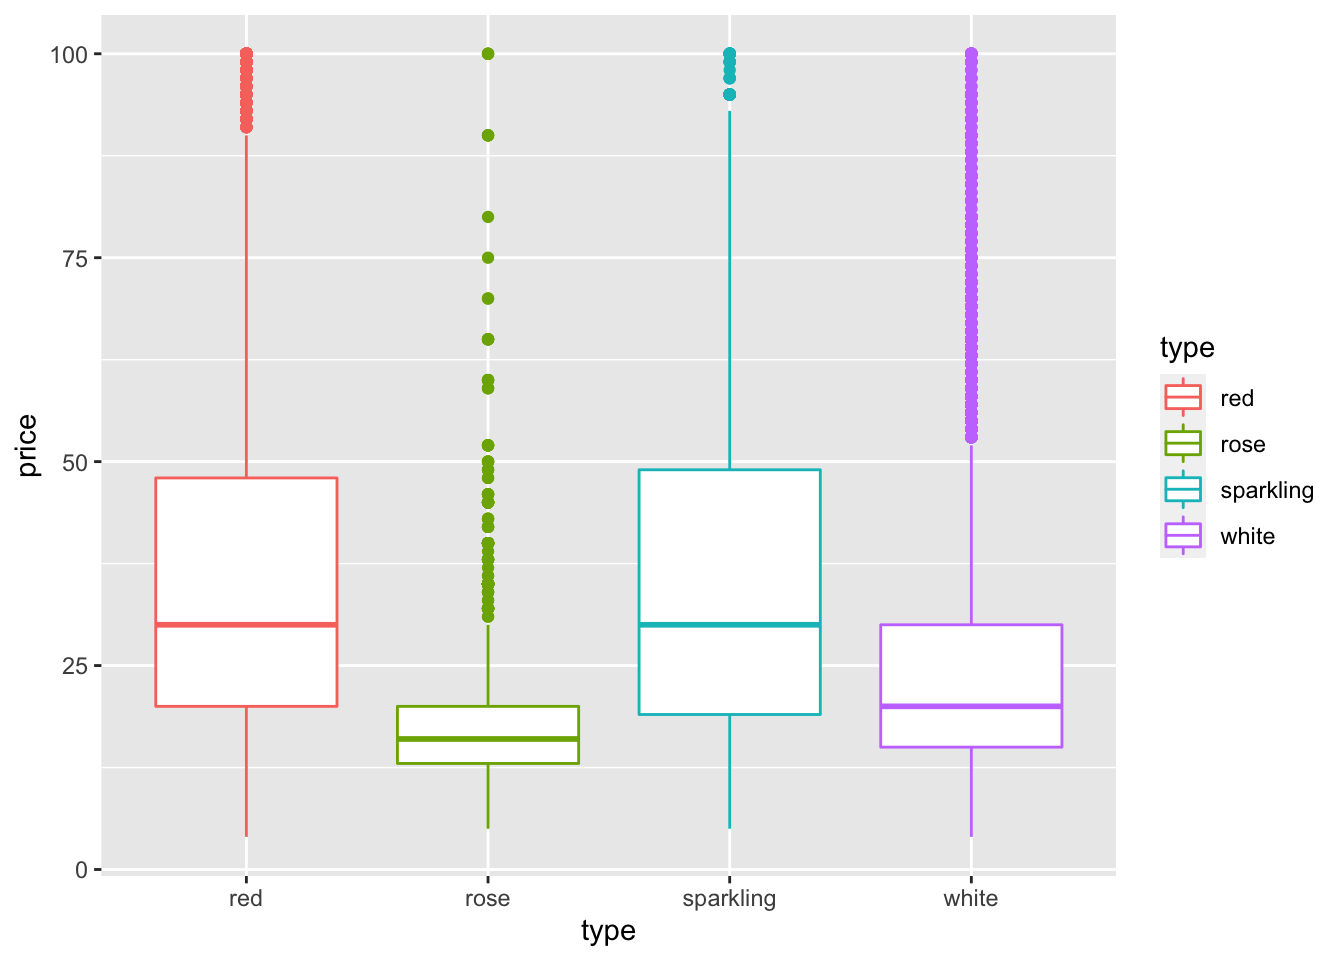 100
75
50
25
0
price
red
rose
sparkling
white
type
type
red
rose
sparkling
white